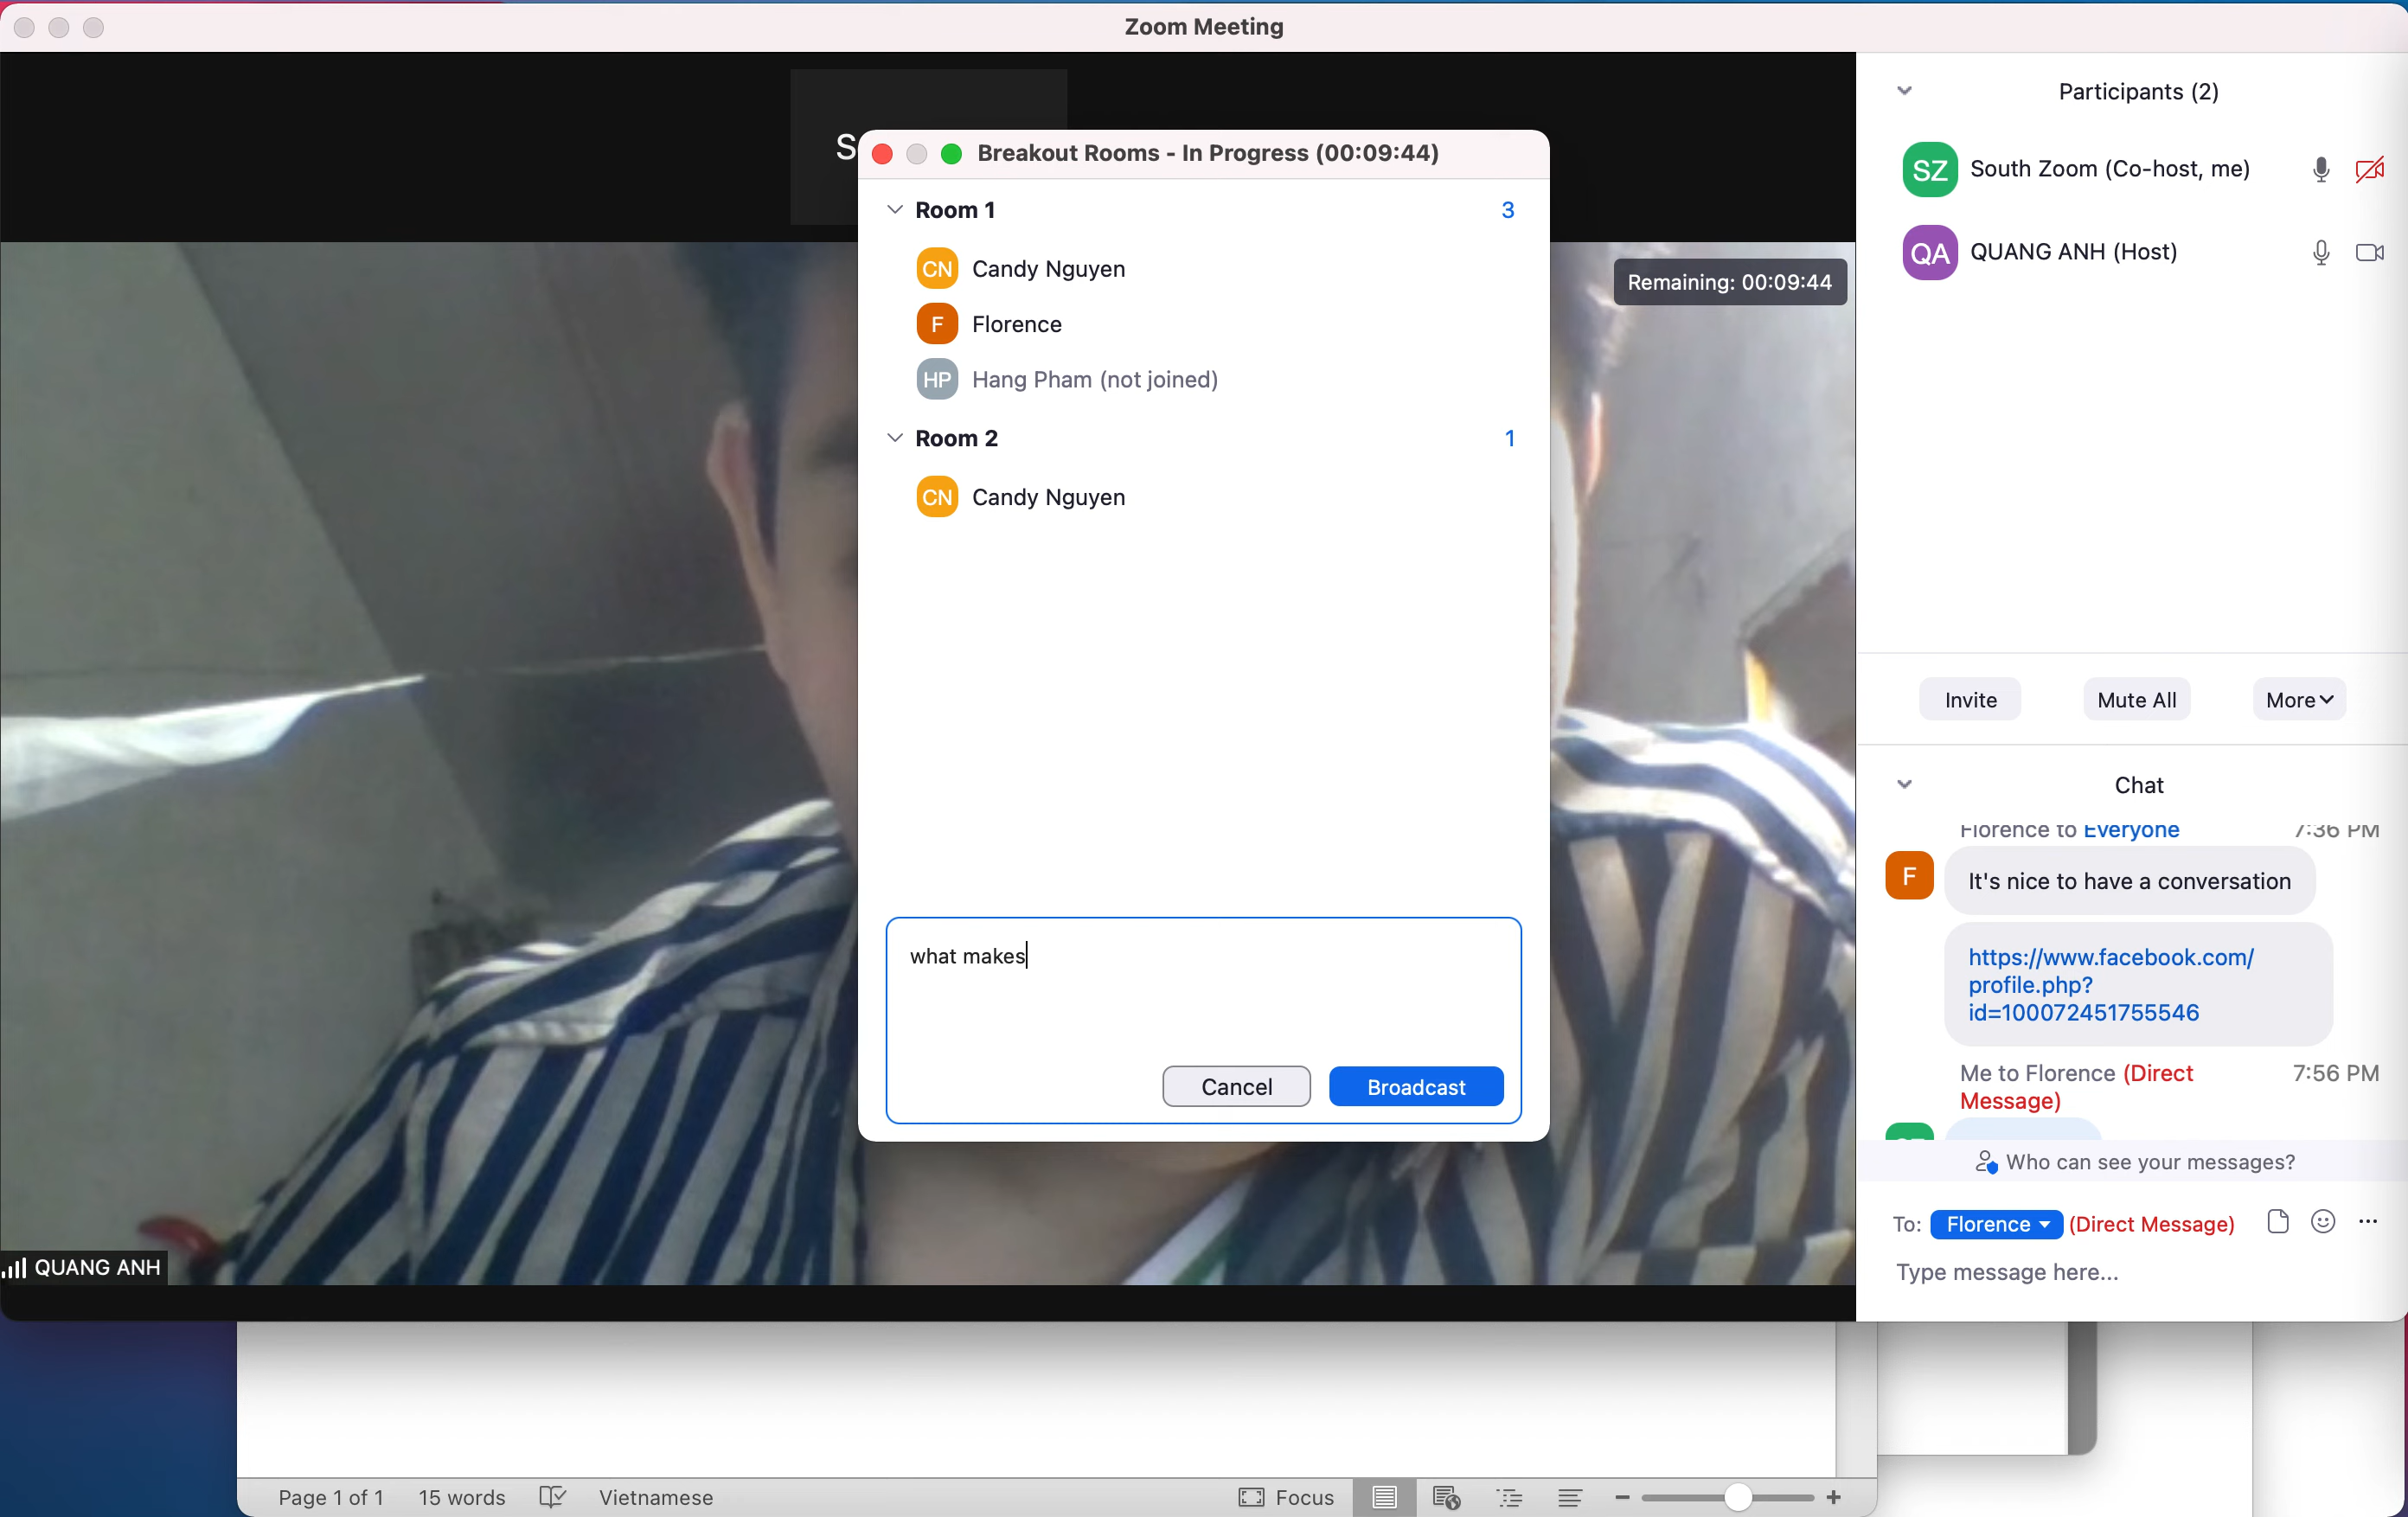 Zoom Meeting
S
Breakout Rooms - In Progress (00:09:44)
Room 1
3
CN
Candy Nguyen
F
Florence
HP
Hang Pham (not joined)
Room 2
1
CN
Candy Nguyen
what makes
Cancel
Broadcast
Remaining: 00:09:44
QUANG ANH
Participants (2)
SZ
South Zoom (Co-host, me)
QA
QUANG ANH (Host)
Invite
Mute All
More
Chat
Florence to Everyone
7:36 PM
F
It's nice to have a conversation
https://www.facebook.com/
profile.php?
id=100072451755546
Me to Florence (Direct
Message)
7:56 PM
Who can see your messages?
To: Florence (Direct Message)
Type message here...
Page 1 of 1
15 words
Vietnamese
Focus